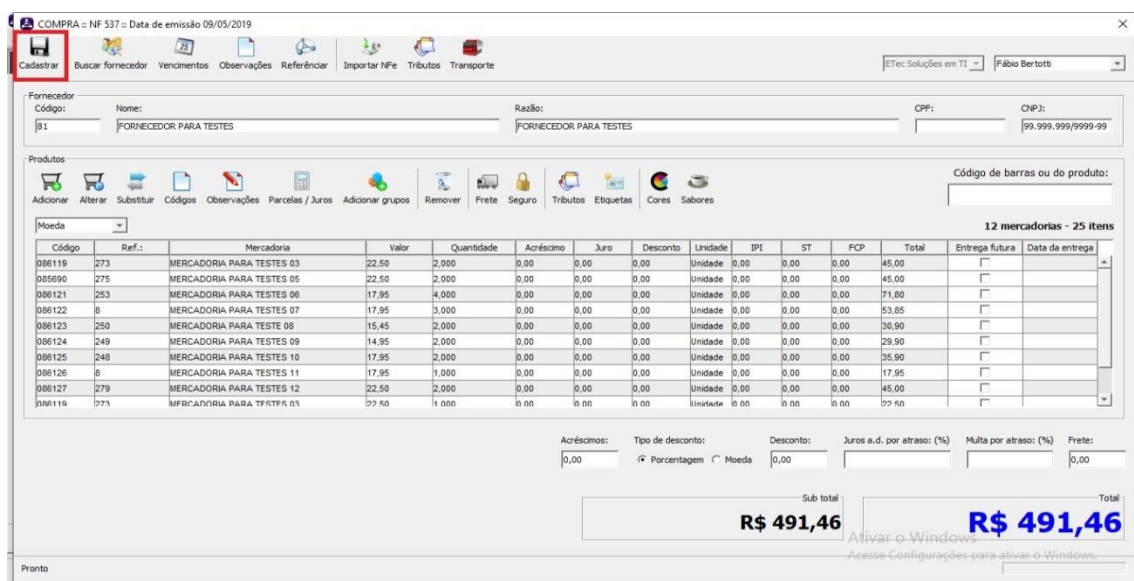 COMPRA :: NF 537 :: Data de emissão 09/05/2019
Cadastrar Buscar fornecedor Vencimentos Observações Referênciar Importar NFe Tributos Transporte ETec Soluções em TI Fábio Bertotti
Fornecedor
Código: Nome: Razão: CPF: CNPJ:
81 FORNECEDOR PARA TESTES FORNECEDOR PARA TESTES 99.999.999/9999-99
Produtos
Código de barras ou do produto:
Adicionar Alterar Substituir Códigos Observações Parcelas / Juros Adicionar grupos Remover Frete Seguro Tributos Etiquetas Cores Sabores
Moeda 12 mercadorias - 25 itens
Código Ref.: Mercadoria Valor Quantidade Acréscimo Juro Desconto Unidade IPI ST FCP Total Entrega futura Data da entrega
086119 273 MERCADORIA PARA TESTES 03 22,50 2,000 0,00 0,00 0,00 Unidade 0,00 0,00 0,00 45,00
085690 275 MERCADORIA PARA TESTES 05 22,50 2,000 0,00 0,00 0,00 Unidade 0,00 0,00 0,00 45,00
086121 253 MERCADORIA PARA TESTES 06 17,95 4,000 0,00 0,00 0,00 Unidade 0,00 0,00 0,00 71,80
086122 8 MERCADORIA PARA TESTES 07 17,95 3,000 0,00 0,00 0,00 Unidade 0,00 0,00 0,00 53,85
086123 250 MERCADORIA PARA TESTE 08 15,45 2,000 0,00 0,00 0,00 Unidade 0,00 0,00 0,00 30,90
086124 249 MERCADORIA PARA TESTES 09 14,95 2,000 0,00 0,00 0,00 Unidade 0,00 0,00 0,00 29,90
086125 248 MERCADORIA PARA TESTES 10 17,95 2,000 0,00 0,00 0,00 Unidade 0,00 0,00 0,00 35,90
086126 8 MERCADORIA PARA TESTES 11 17,95 1,000 0,00 0,00 0,00 Unidade 0,00 0,00 0,00 17,95
086127 279 MERCADORIA PARA TESTES 12 22,50 2,000 0,00 0,00 0,00 Unidade 0,00 0,00 0,00 45,00
086119 273 MERCADORIA PARA TESTES 03 22,50 1,000 0,00 0,00 0,00 Unidade 0,00 0,00 0,00 22,50
Acréscimos: Tipo de desconto: Desconto: Juros a.d. por atraso: (%) Multa por atraso: (%) Frete:
0,00 Porcentagem Moeda 0,00 0,00
Sub total Total
R$ 491,46 R$ 491,46
Ativar o Windows
Acesse Configurações para ativar o Windows.
Pronto